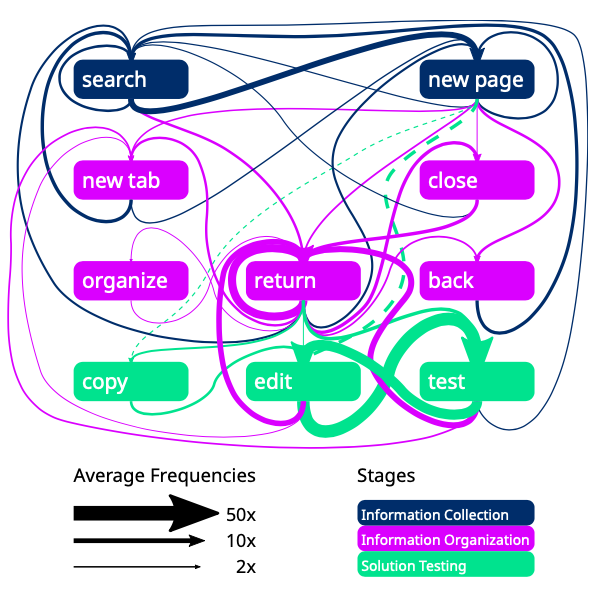 search
new page
new tab
close
organize
return
back
copy
edit
test
Average Frequencies
Stages
50x
10x
2x
Information Collection
Information Organization
Solution Testing